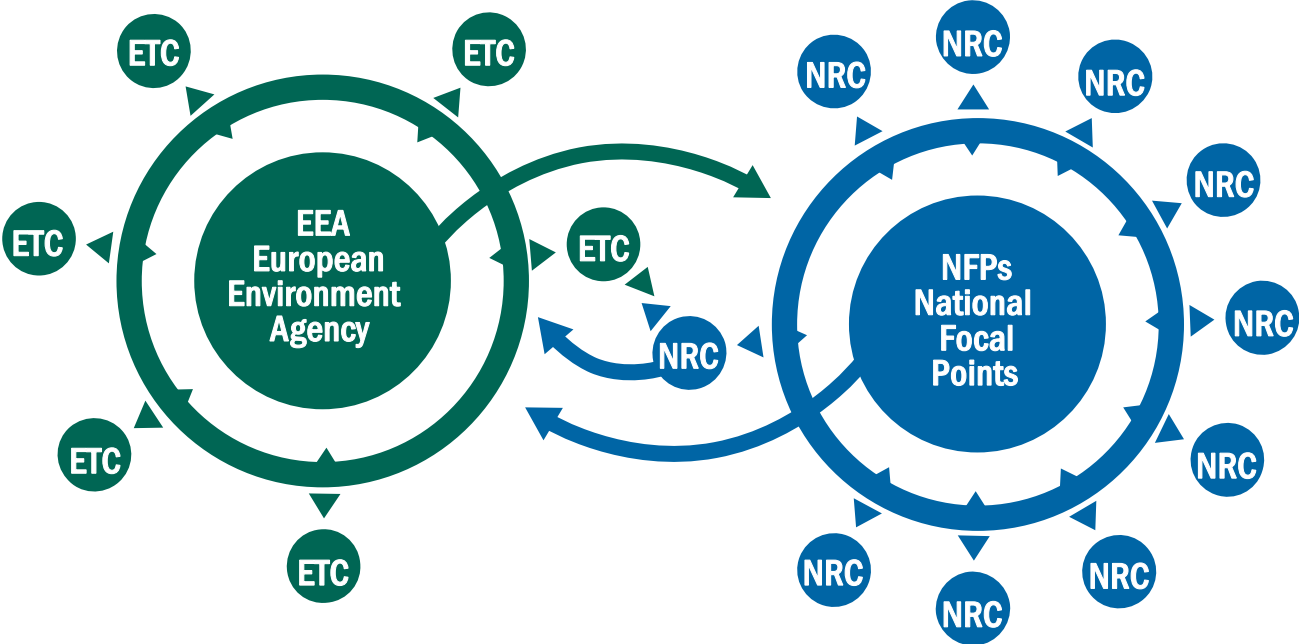 ETC
ETC
ETC
EEA
European
Environment
Agency
ETC
ETC
ETC
NRC
NRC
NRC
NRC
NRC
NRC
NFPs
National
Focal
Points
NRC
NRC
NRC
NRC
NRC